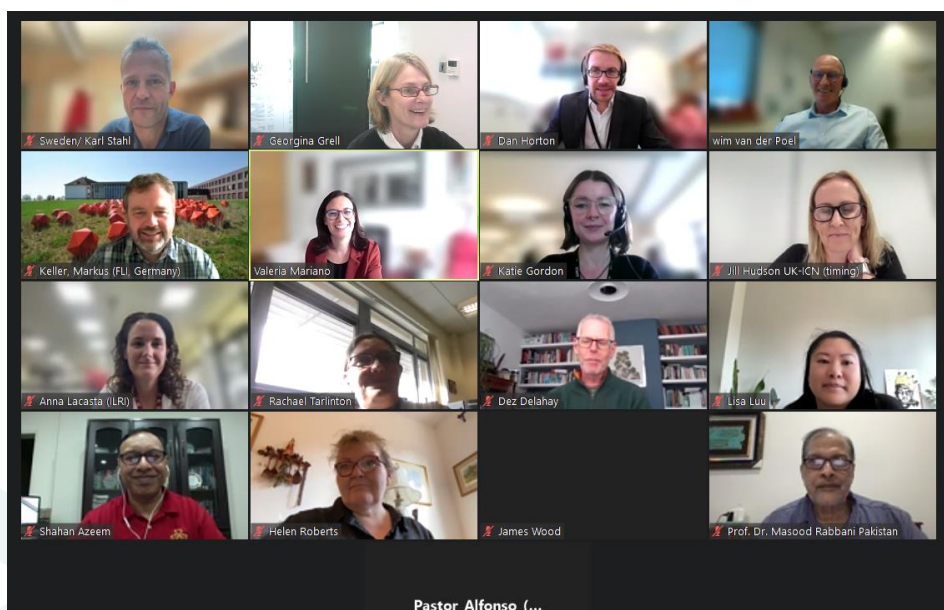 Sweden/ Karl Stahl
Georgina Grell
Dan Horton
wim van der Poel
Keller, Markus (FLI, Germany)
Valeria Mariano
Katie Gordon
Jill Hudson UK-ICN (timing)
Anna Lacasta (ILRI)
Rachael Tarlinton
Dez Delahay
Lisa Luu
Shahan Azeem
Helen Roberts
James Wood
Prof. Dr. Masood Rabbani Pakistan
Pastor Alfonso (...